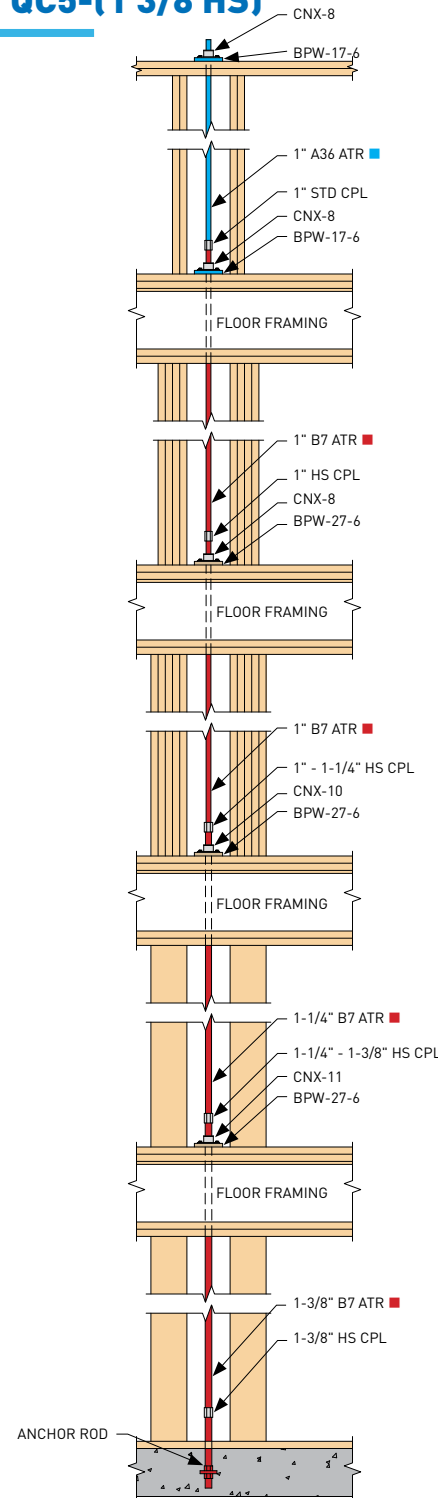 QC5-(1 3/8 HS)
CNX-8
BPW-17-6
1" A36 ATR
1" STD CPL
CNX-8
BPW-17-6
FLOOR FRAMING
1" B7 ATR
1" HS CPL
CNX-8
BPW-27-6
FLOOR FRAMING
1" B7 ATR
1" - 1-1/4" HS CPL
CNX-10
BPW-27-6
FLOOR FRAMING
1-1/4" B7 ATR
1-1/4" - 1-3/8" HS CPL
CNX-11
BPW-27-6
FLOOR FRAMING
1-3/8" B7 ATR
1-3/8" HS CPL
ANCHOR ROD